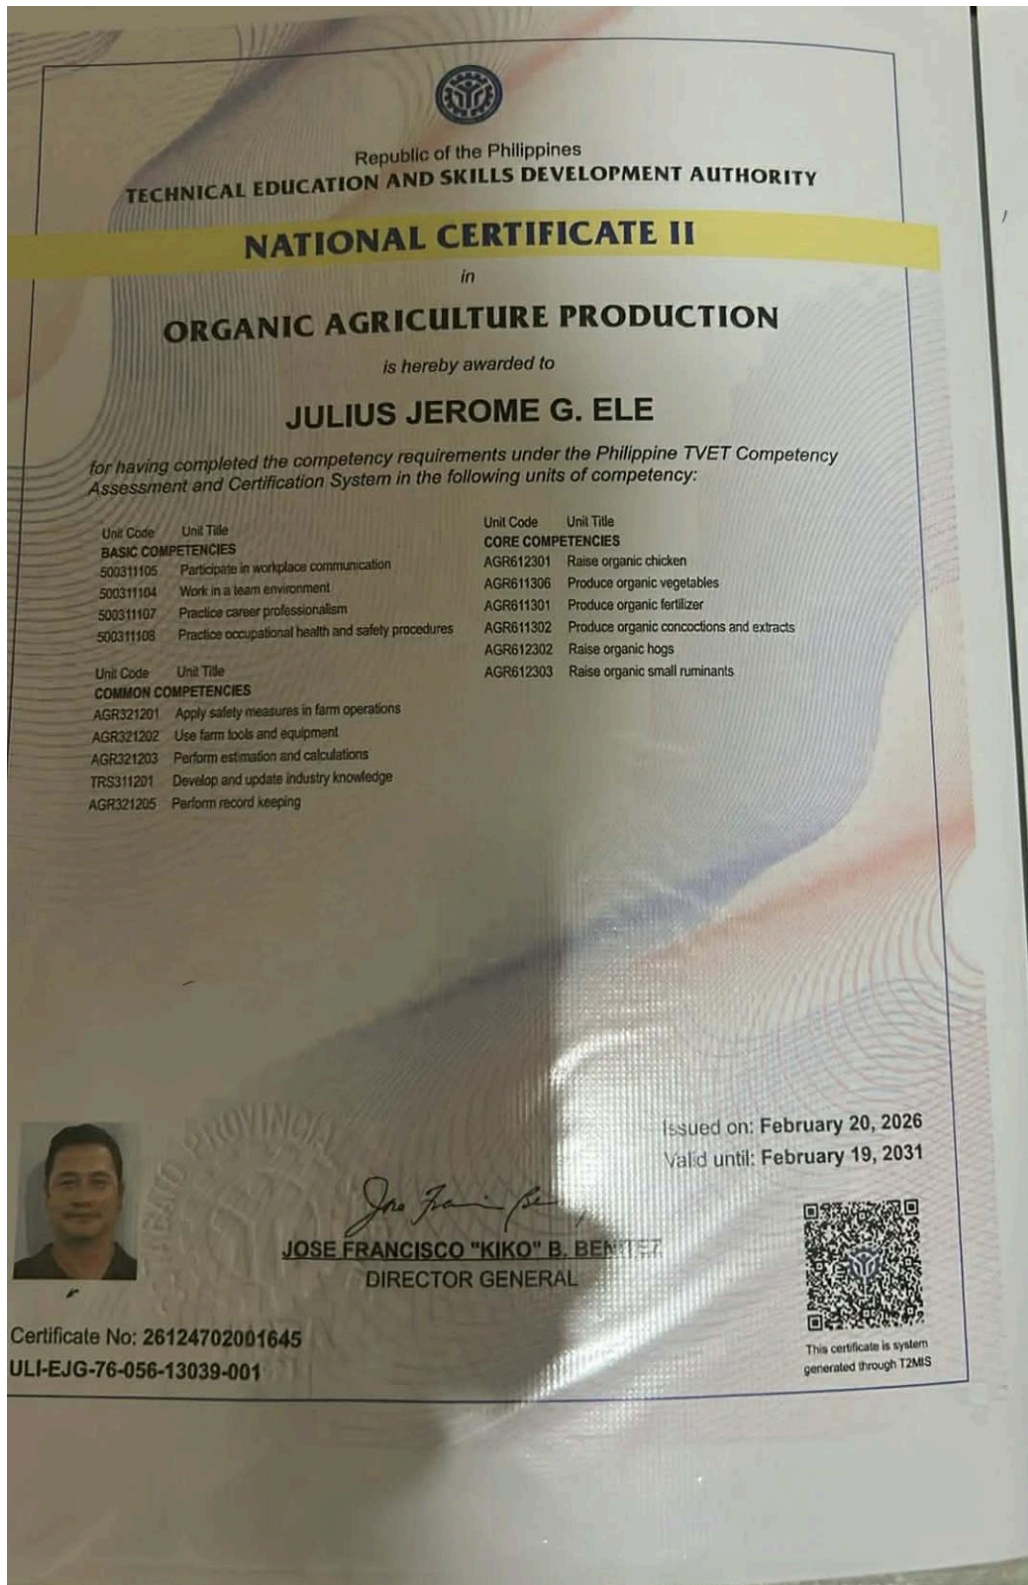 Republic of the Philippines
TECHNICAL EDUCATION AND SKILLS DEVELOPMENT AUTHORITY
NATIONAL CERTIFICATE II
in
ORGANIC AGRICULTURE PRODUCTION
is hereby awarded to
JULIUS JEROME G. ELE
for having completed the competency requirements under the Philippine TVET Competency
Assessment and Certification System in the following units of competency:
Unit Code Unit Title
BASIC COMPETENCIES
500311105 Participate in workplace communication
500311104 Work in a team environment
500311107 Practice career professionalism
500311108 Practice occupational health and safety procedures
Unit Code Unit Title
COMMON COMPETENCIES
AGR321201 Apply safety measures in farm operations
AGR321202 Use farm tools and equipment
AGR321203 Perform estimation and calculations
TRS311201 Develop and update industry knowledge
AGR321205 Perform record keeping
Unit Code Unit Title
CORE COMPETENCIES
AGR612301 Raise organic chicken
AGR611306 Produce organic vegetables
AGR611301 Produce organic fertilizer
AGR611302 Produce organic concoctions and extracts
AGR612302 Raise organic hogs
AGR612303 Raise organic small ruminants
PROVINCIAL
Issued on: February 20, 2026
Valid until: February 19, 2031
JOSE FRANCISCO "KIKO" B. BENITEZ
DIRECTOR GENERAL
Certificate No: 26124702001645
ULI-EJG-76-056-13039-001
This certificate is system
generated through T2MIS